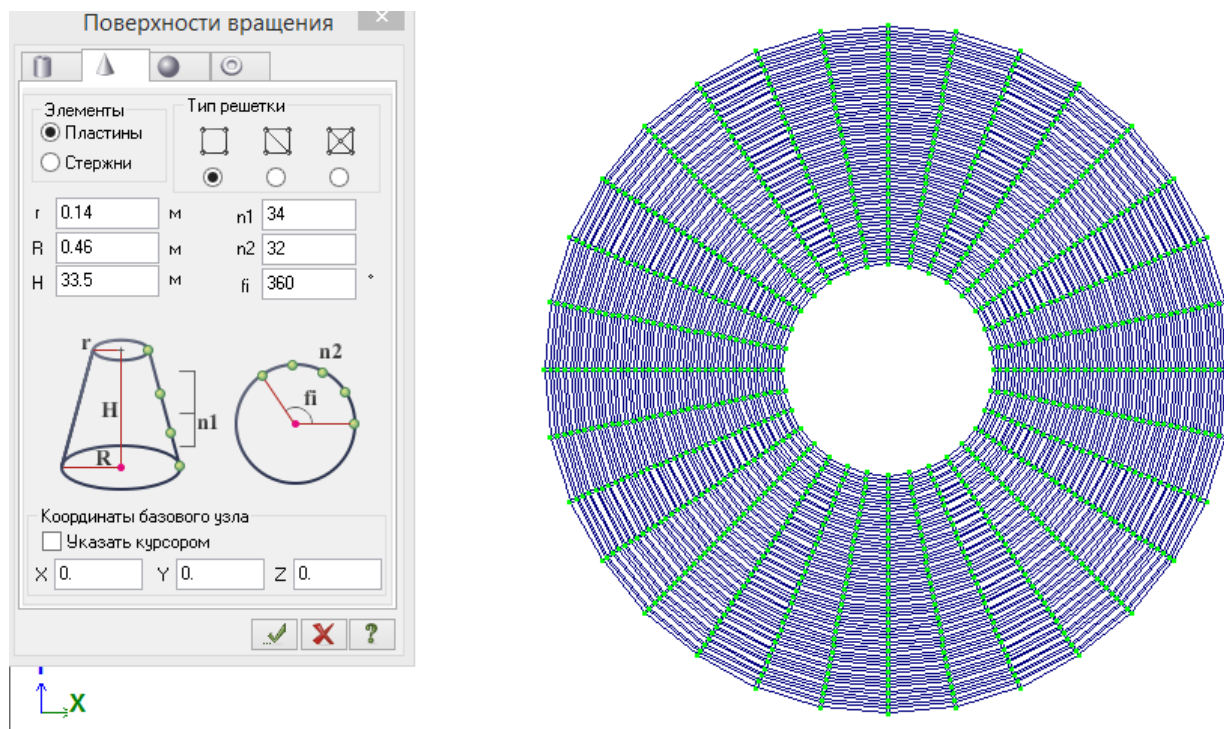 Поверхности вращения
Элементы
Пластины
Стержни
Тип решетки
r 0.14 м n1 34
R 0.46 м n2 32
H 33.5 м fi 360 °
r
H
n1
R
n2
fi
Координаты базового узла
Указать курсором
X 0. Y 0. Z 0.
?
X